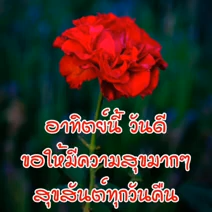 อาทิตย์นี้ วันดี
ขอให้มีความสุขมากๆ
สุขสันต์ทุกวันคืน